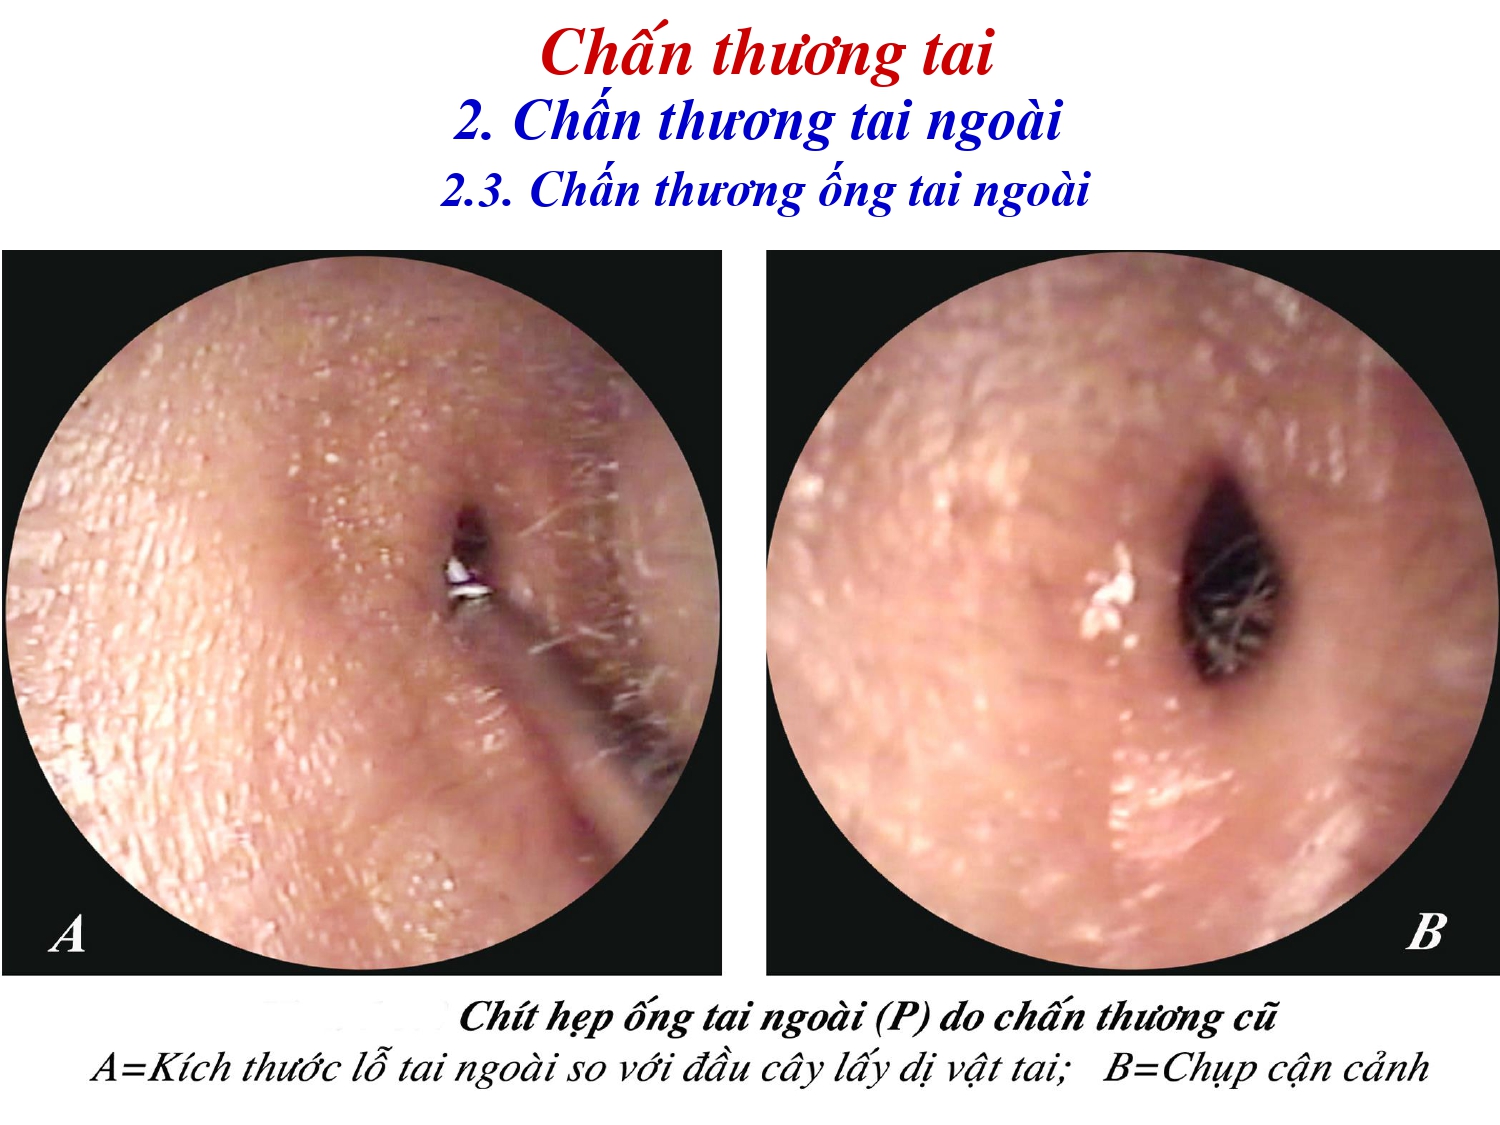 Chấn thương tai
2. Chấn thương tai ngoài
2.3. Chấn thương ống tai ngoài
A
B
Chít hẹp ống tai ngoài (P) do chấn thương cũ
A=Kích thước lỗ tai ngoài so với đầu cây lấy dị vật tai; B=Chụp cận cảnh